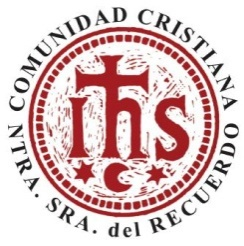 COMUNIDAD CRISTIANA
NTRA. SRA. del RECUERDO
ihs